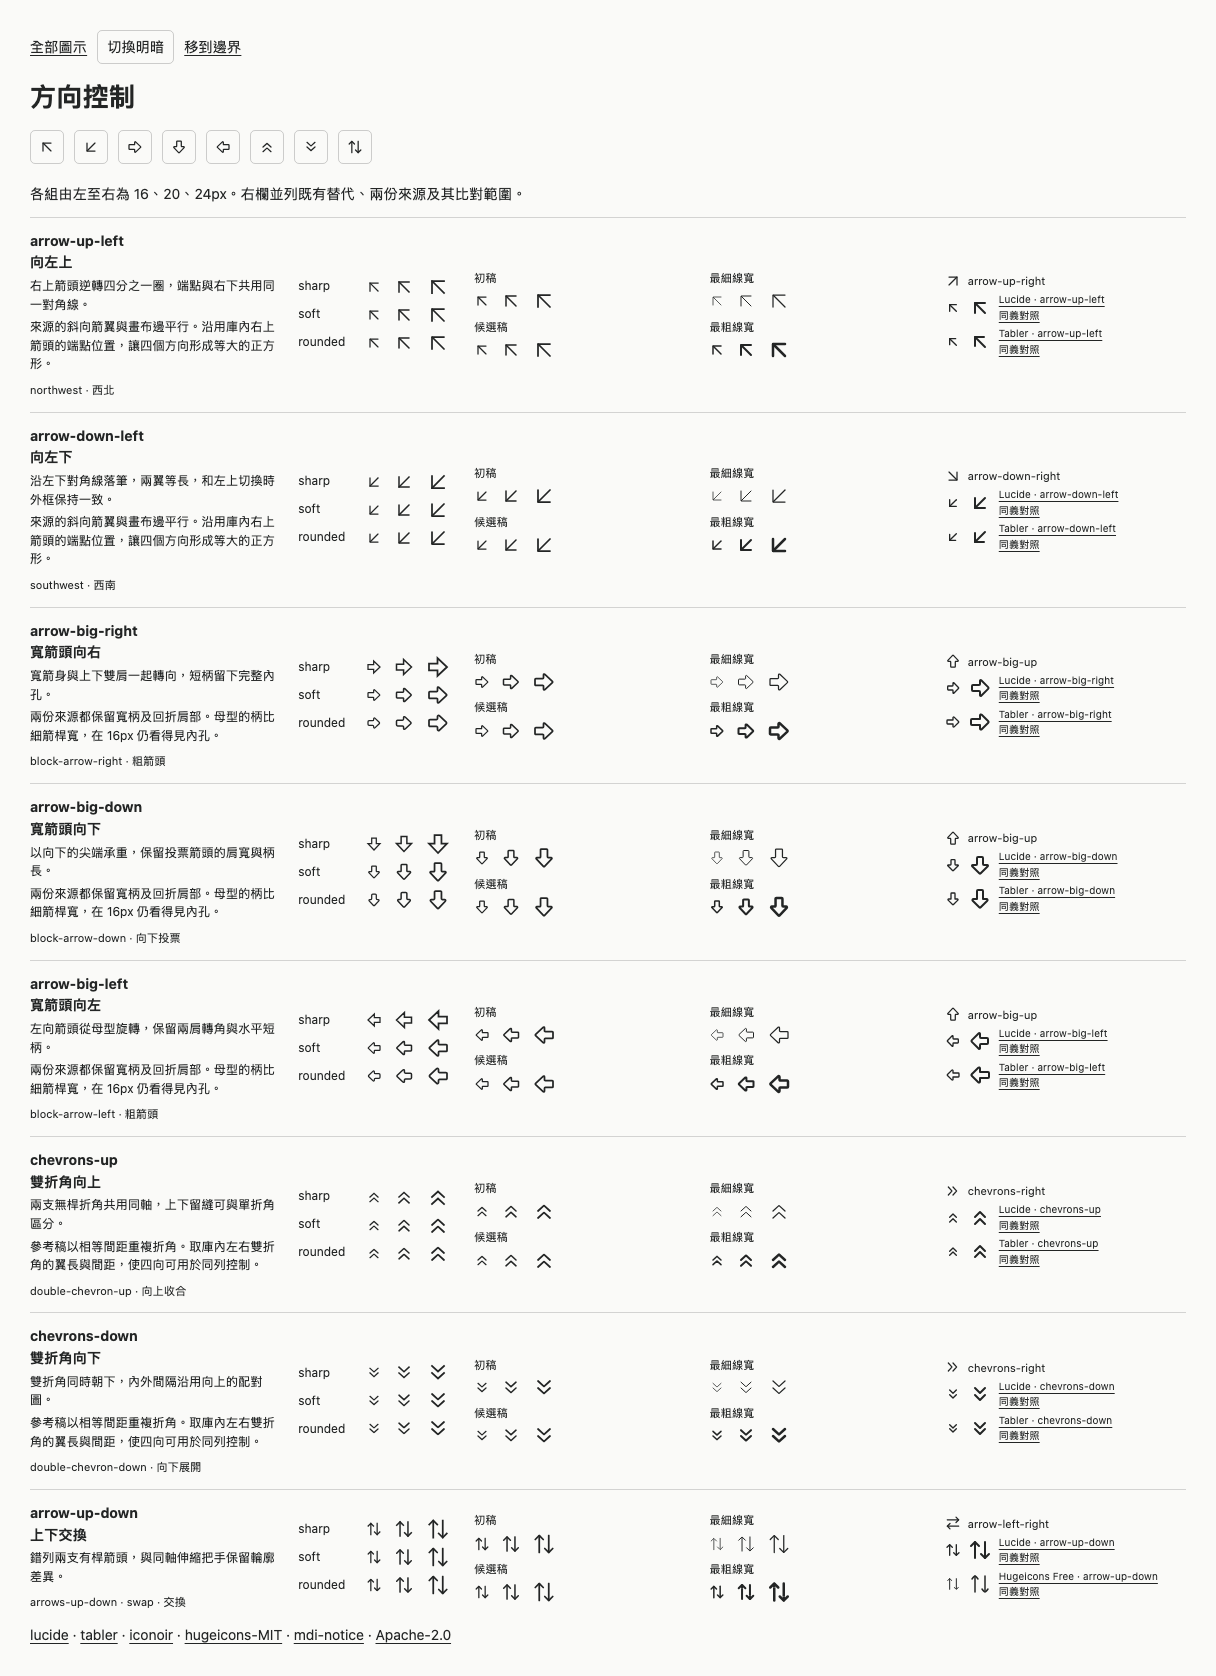 全部圖示 切換明暗 移到邊界
方向控制
各組由左至右為 16、20、24px。右欄並列既有替代、兩份來源及其比對範圍。
arrow-up-left
向左上
右上箭頭逆轉四分之一圈，端點與右下共用同
一對角線。
來源的斜向箭翼與畫布邊平行。沿用庫內右上
箭頭的端點位置，讓四個方向形成等大的正方
形。
northwest · 西北
sharp
soft
rounded
初稿
候選稿
最細線寬
最粗線寬
arrow-up-right
Lucide · arrow-up-left
同義對照
Tabler · arrow-up-left
同義對照
arrow-down-left
向左下
沿左下對角線落筆，兩翼等長，和左上切換時
外框保持一致。
來源的斜向箭翼與畫布邊平行。沿用庫內右上
箭頭的端點位置，讓四個方向形成等大的正方
形。
southwest · 西南
sharp
soft
rounded
初稿
候選稿
最細線寬
最粗線寬
arrow-down-right
Lucide · arrow-down-left
同義對照
Tabler · arrow-down-left
同義對照
arrow-big-right
寬箭頭向右
寬箭身與上下雙肩一起轉向，短柄留下完整內
孔。
兩份來源都保留寬柄及回折肩部。母型的柄比
細箭桿寬，在 16px 仍看得見內孔。
block-arrow-right · 粗箭頭
sharp
soft
rounded
初稿
候選稿
最細線寬
最粗線寬
arrow-big-up
Lucide · arrow-big-right
同義對照
Tabler · arrow-big-right
同義對照
arrow-big-down
寬箭頭向下
以向下的尖端承重，保留投票箭頭的肩寬與柄
長。
兩份來源都保留寬柄及回折肩部。母型的柄比
細箭桿寬，在 16px 仍看得見內孔。
block-arrow-down · 向下投票
sharp
soft
rounded
初稿
候選稿
最細線寬
最粗線寬
arrow-big-up
Lucide · arrow-big-down
同義對照
Tabler · arrow-big-down
同義對照
arrow-big-left
寬箭頭向左
左向箭頭從母型旋轉，保留兩肩轉角與水平短
柄。
兩份來源都保留寬柄及回折肩部。母型的柄比
細箭桿寬，在 16px 仍看得見內孔。
block-arrow-left · 粗箭頭
sharp
soft
rounded
初稿
候選稿
最細線寬
最粗線寬
arrow-big-up
Lucide · arrow-big-left
同義對照
Tabler · arrow-big-left
同義對照
chevrons-up
雙折角向上
兩支無桿折角共用同軸，上下留縫可與單折角
區分。
參考稿以相等間距重複折角。取庫內左右雙折
角的翼長與間距，使四向可用於同列控制。
double-chevron-up · 向上收合
sharp
soft
rounded
初稿
候選稿
最細線寬
最粗線寬
chevrons-right
Lucide · chevrons-up
同義對照
Tabler · chevrons-up
同義對照
chevrons-down
雙折角向下
雙折角同時朝下，內外間隔沿用向上的配對
圖。
參考稿以相等間距重複折角。取庫內左右雙折
角的翼長與間距，使四向可用於同列控制。
double-chevron-down · 向下展開
sharp
soft
rounded
初稿
候選稿
最細線寬
最粗線寬
chevrons-right
Lucide · chevrons-down
同義對照
Tabler · chevrons-down
同義對照
arrow-up-down
上下交換
錯列兩支有桿箭頭，與同軸伸縮把手保留輪廓
差異。
arrows-up-down · swap · 交換
sharp
soft
rounded
初稿
候選稿
最細線寬
最粗線寬
arrow-left-right
Lucide · arrow-up-down
同義對照
Hugeicons Free · arrow-up-down
同義對照
lucide · tabler · iconoir · hugeicons-MIT · mdi-notice · Apache-2.0